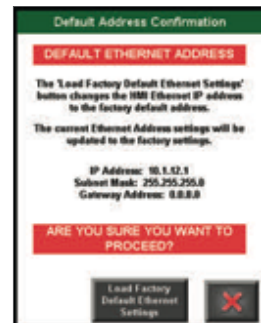 Default Address Confirmation
DEFAULT ETHERNET ADDRESS
The 'Load Factory Default Ethernet Settings'
button changes the HMI Ethernet IP address
to the factory default address.
The current Ethernet Address settings will be
updated to the factory settings.
IP Address: 10.1.12.1
Subnet Mask: 255.255.255.0
Gateway Address: 0.0.0.0
ARE YOU SURE YOU WANT TO
PROCEED?
Load Factory
Default Ethernet
Settings